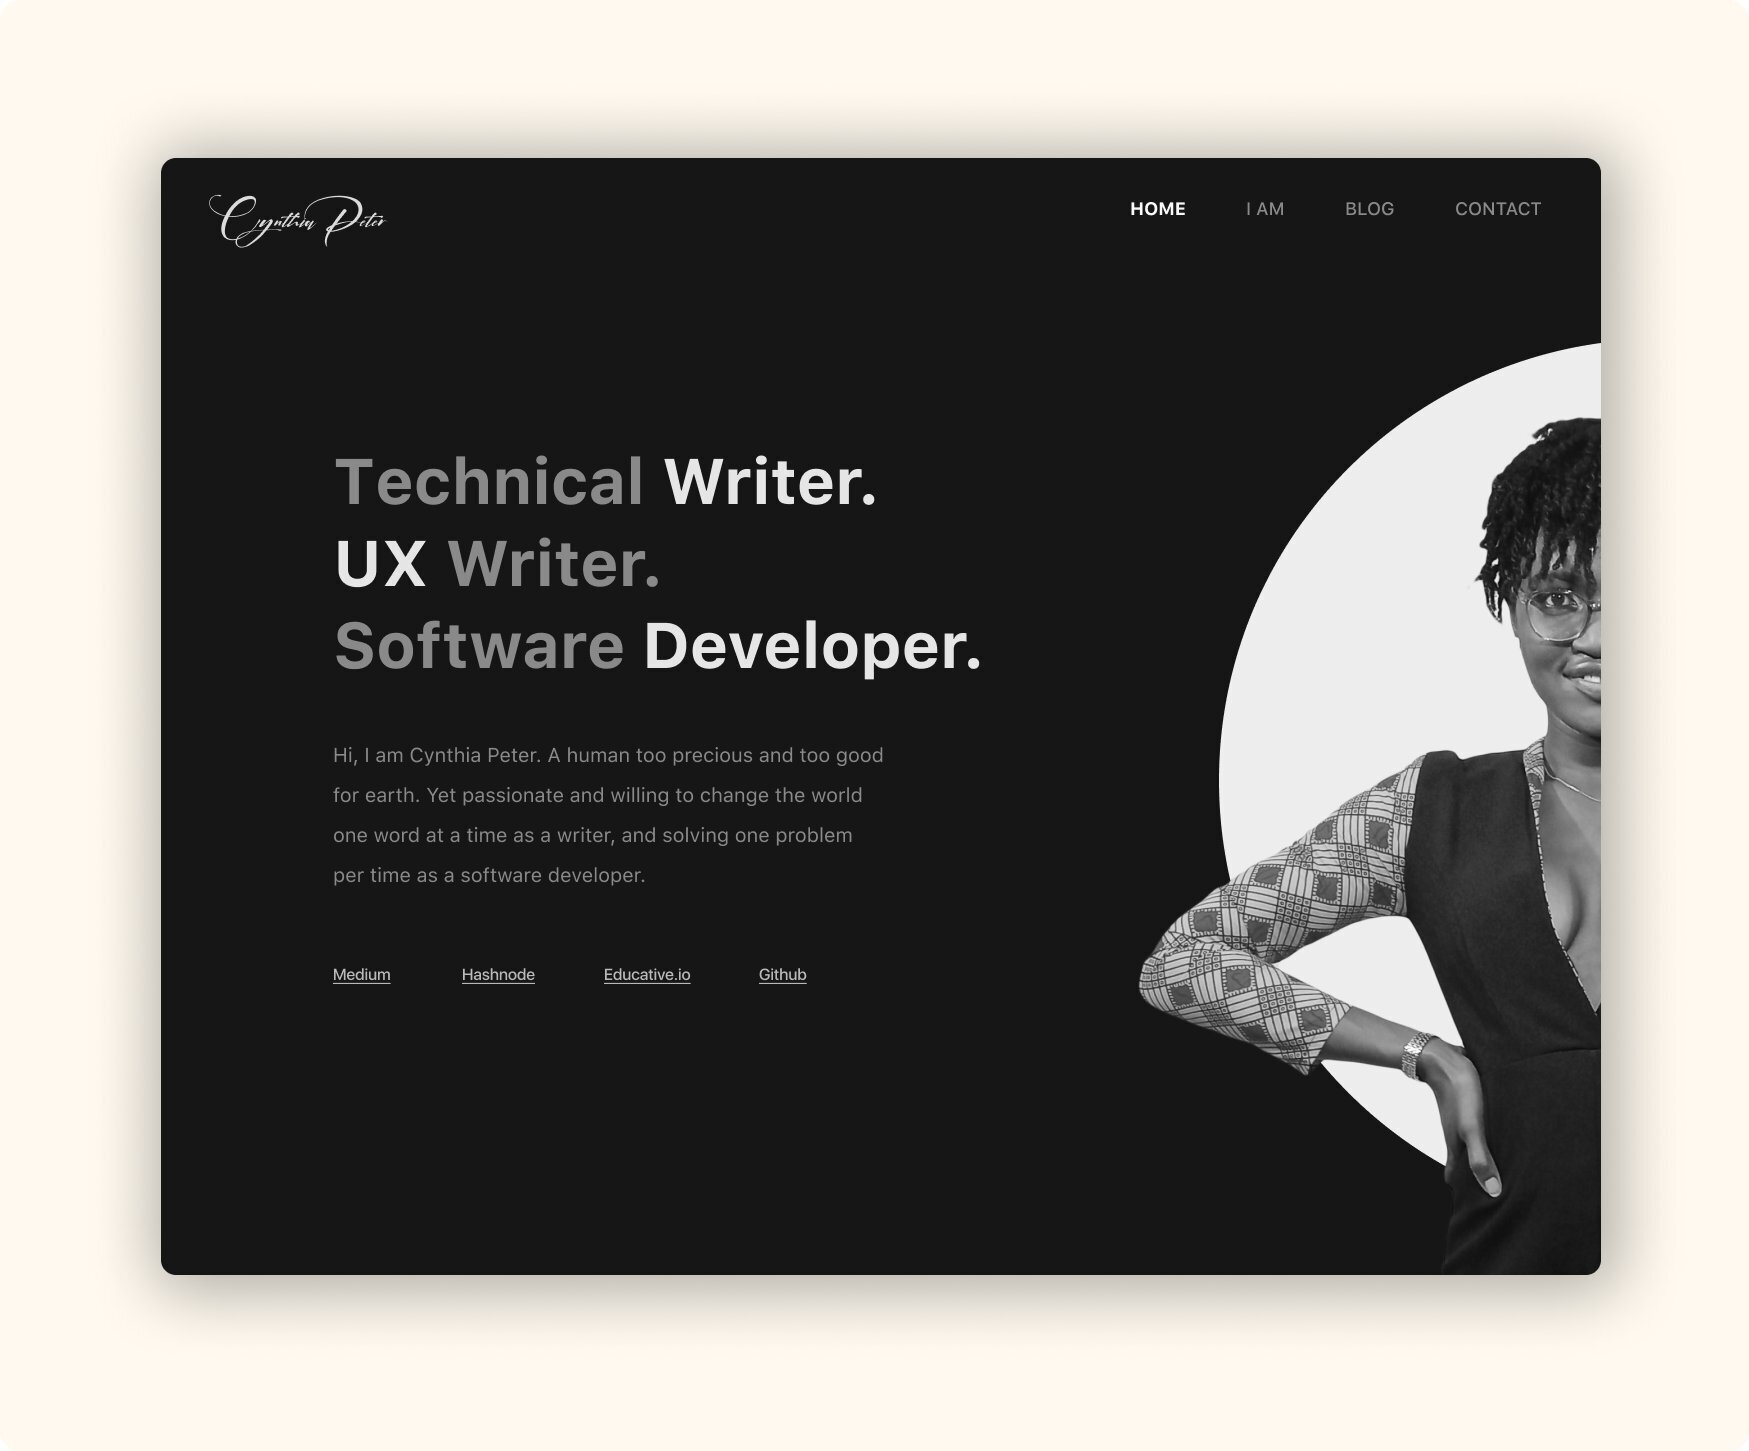 Cynthia Peter
HOME I AM BLOG CONTACT
Technical Writer.
UX Writer.
Software Developer.
Hi, I am Cynthia Peter. A human too precious and too good
for earth. Yet passionate and willing to change the world
one word at a time as a writer, and solving one problem
per time as a software developer.
Medium Hashnode Educative.io Github